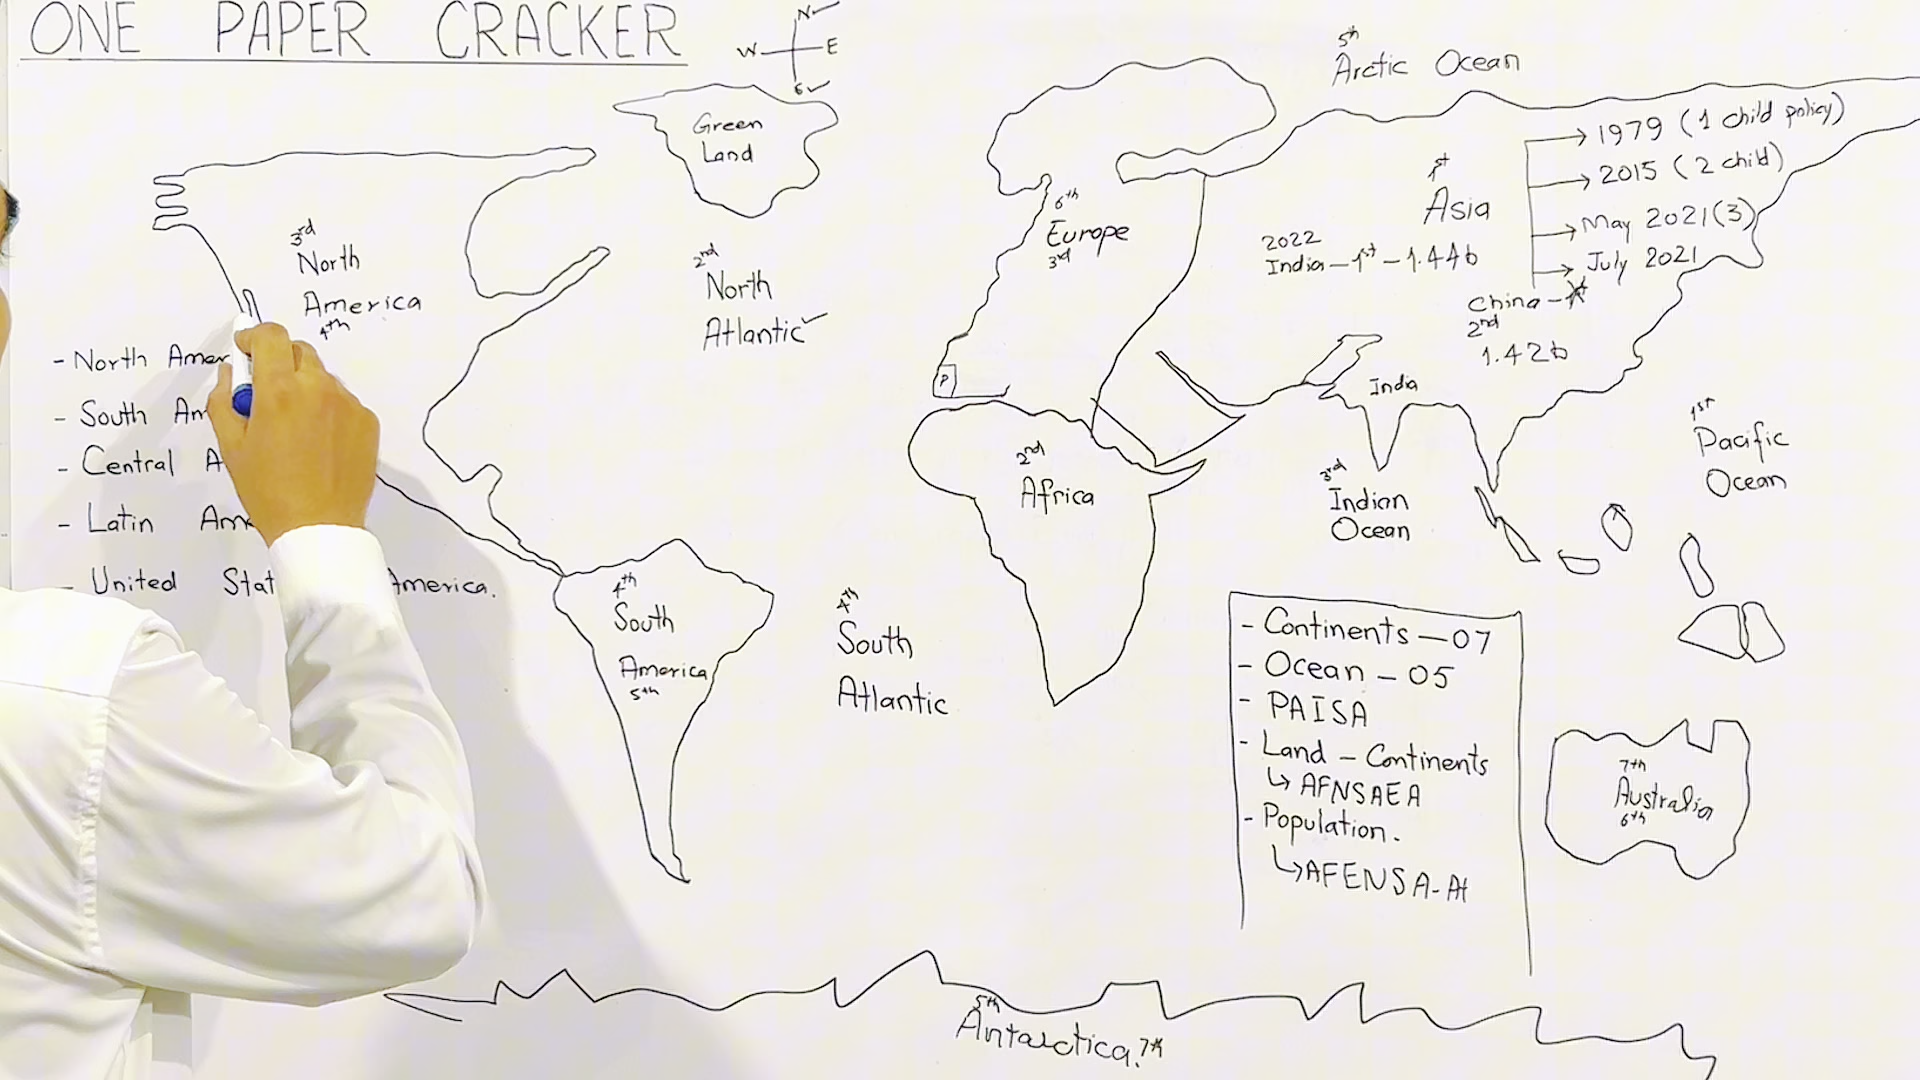 ONE PAPER CRACKER
N
W E
S
Green
Land
5th
Arctic Ocean
1979 (1 child policy)
2015 (2 child)
May 2021(3)
July 2021
1st
Asia
2022
India-1st-1.44b
China-1st
2nd
1.42b
6th
Europe
3rd
3rd
North
America
4th
2nd
North
Atlantic
- North Amer
- South Am
- Central A
- Latin Ame
- United Stat America.
P
India
1st
Pacific
Ocean
2nd
Africa
3rd
Indian
Ocean
4th
South
America
5th
4th
South
Atlantic
- Continents - 07
- Ocean - 05
- PAISA
- Land - Continents
AFNSAEA
- Population.
AFENSA-At
7th
Australia
6th
5th
Antarctica. 7th